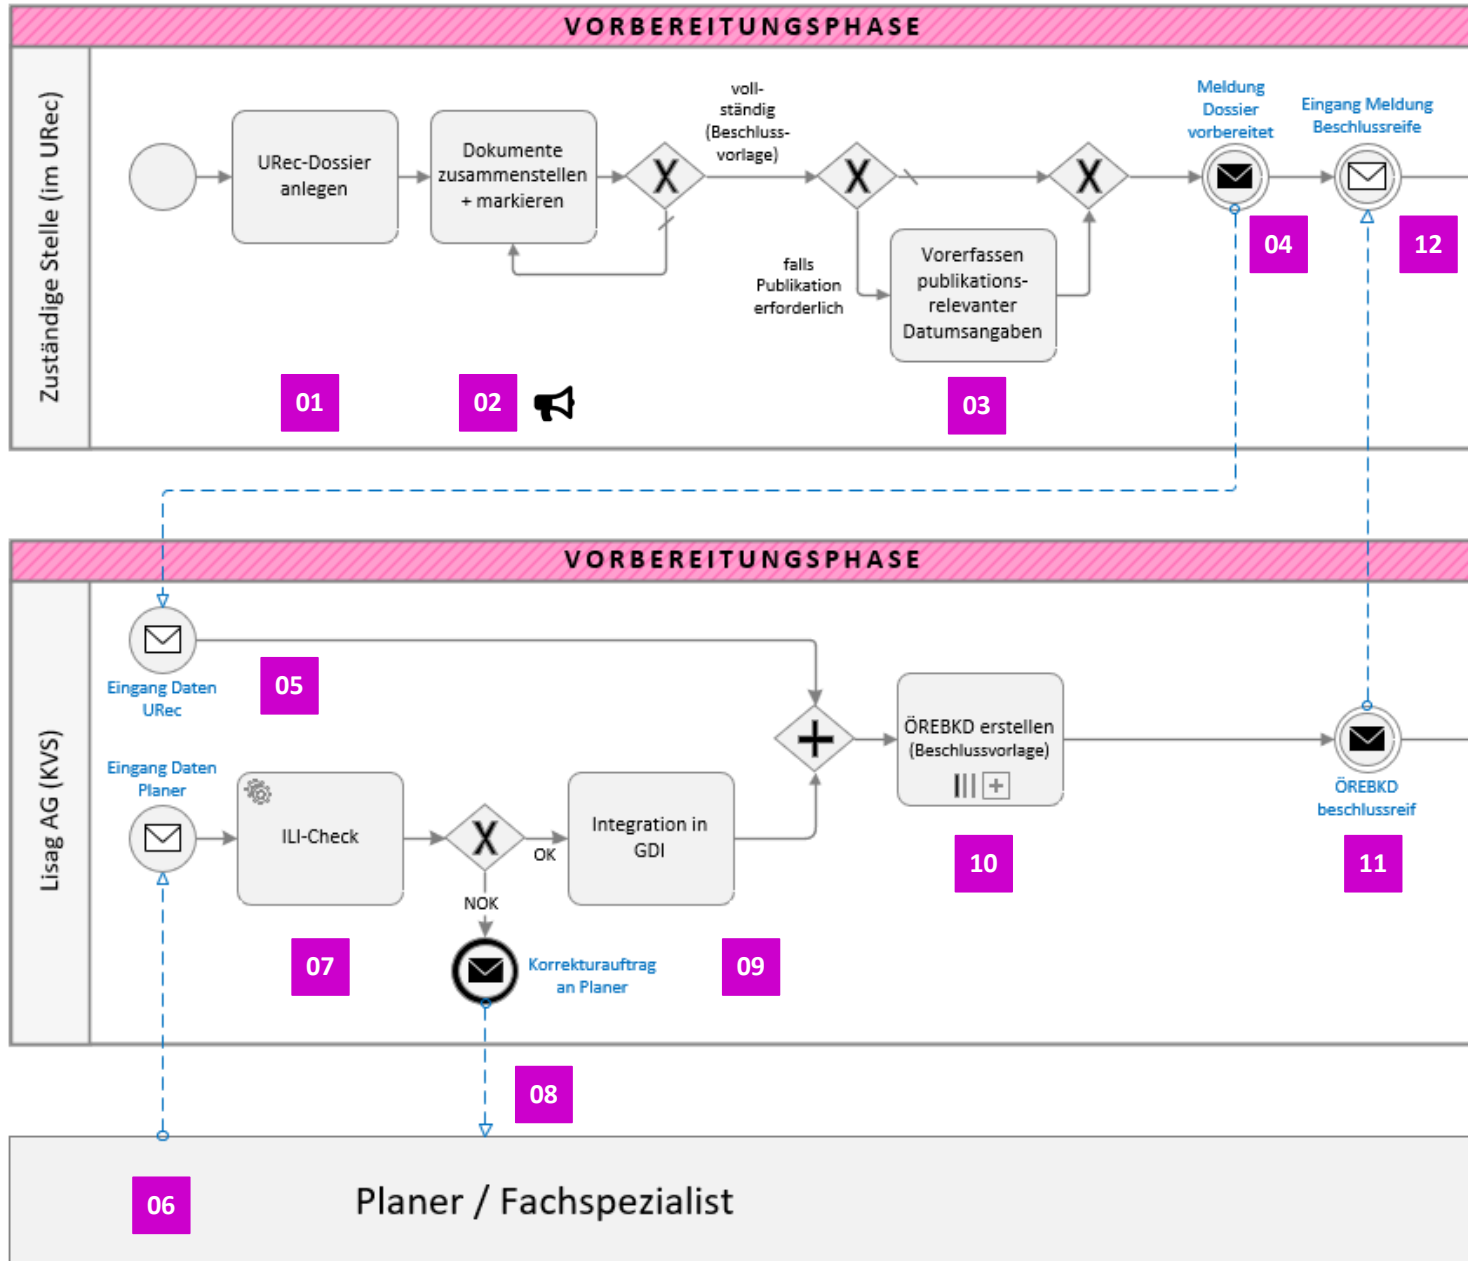 VORBEREITUNGSPHASE
Zuständige Stelle (im URec)
URec-Dossier
anlegen
Dokumente
zusammenstellen
+ markieren
X
voll-
ständig
(Beschluss-
vorlage)
X
falls
Publikation
erforderlich
Vorerfassen
publikations-
relevanter
Datumsangaben
X
Meldung
Dossier
vorbereitet
Eingang Meldung
Beschlussreife
01
02
03
04
12
VORBEREITUNGSPHASE
Lisag AG (KVS)
Eingang Daten
URec
05
Eingang Daten
Planer
ILI-Check
X
OK
NOK
Integration in
GDI
ÖREBKD erstellen
(Beschlussvorlage)
ÖREBKD
beschlussreif
10
11
07
Korrekturauftrag
an Planer
09
08
06
Planer / Fachspezialist